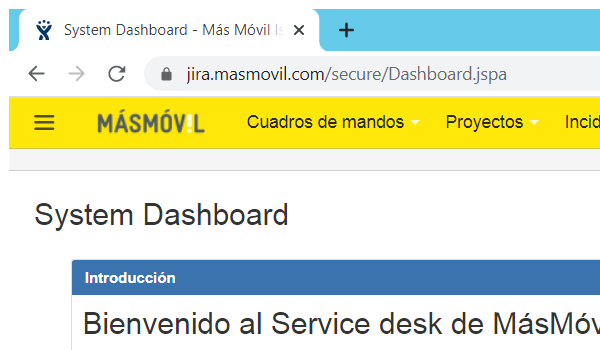 System Dashboard - Más Móvil Is
jira.masmovil.com/secure/Dashboard.jspa
MÁSMÓV!L Cuadros de mandos Proyectos Incid
System Dashboard
Introducción
Bienvenido al Service desk de MásMóv